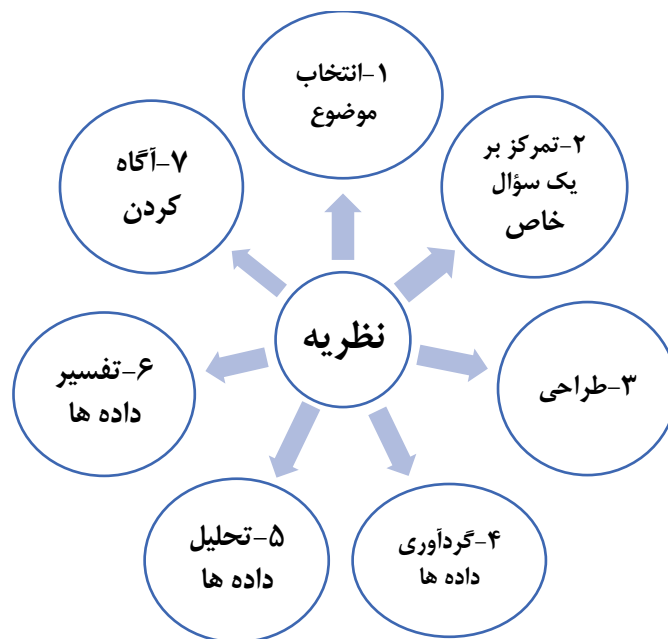 ۱-انتخاب
موضوع
۲-تمرکز بر
یک سؤال
خاص
۳-طراحی
۴-گردآوری
داده ها
۵-تحلیل
داده ها
۶-تفسیر
داده ها
۷-آگاه
کردن
نظریه